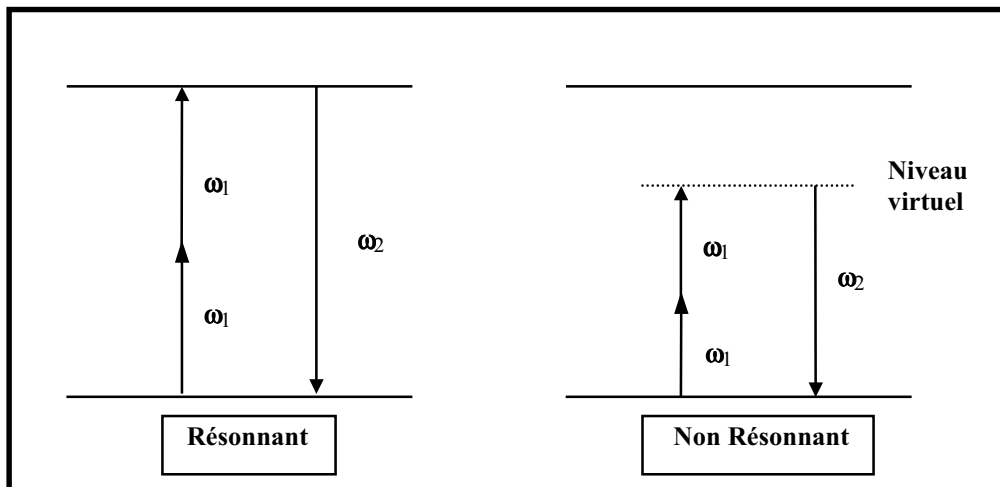 ω1
ω1
ω2
Résonnant
Niveau
virtuel
ω1
ω2
ω1
Non Résonnant